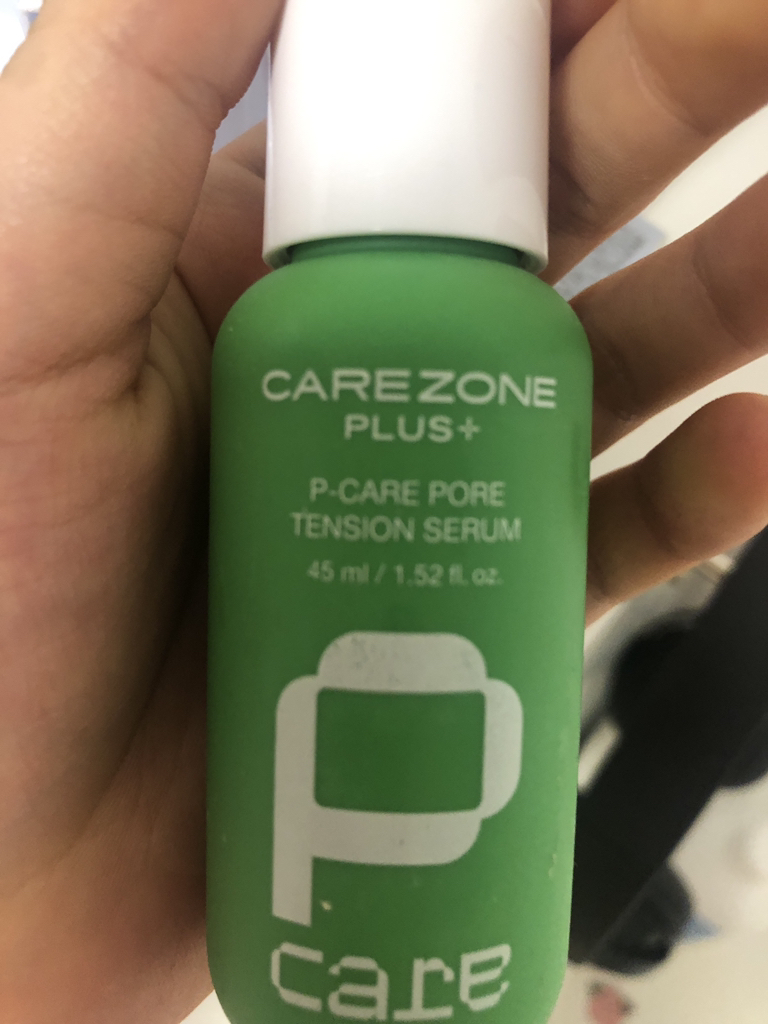 CAREZONE
PLUS+
P-CARE PORE
TENSION SERUM
45 ml / 1.52 fl. oz.
P
care